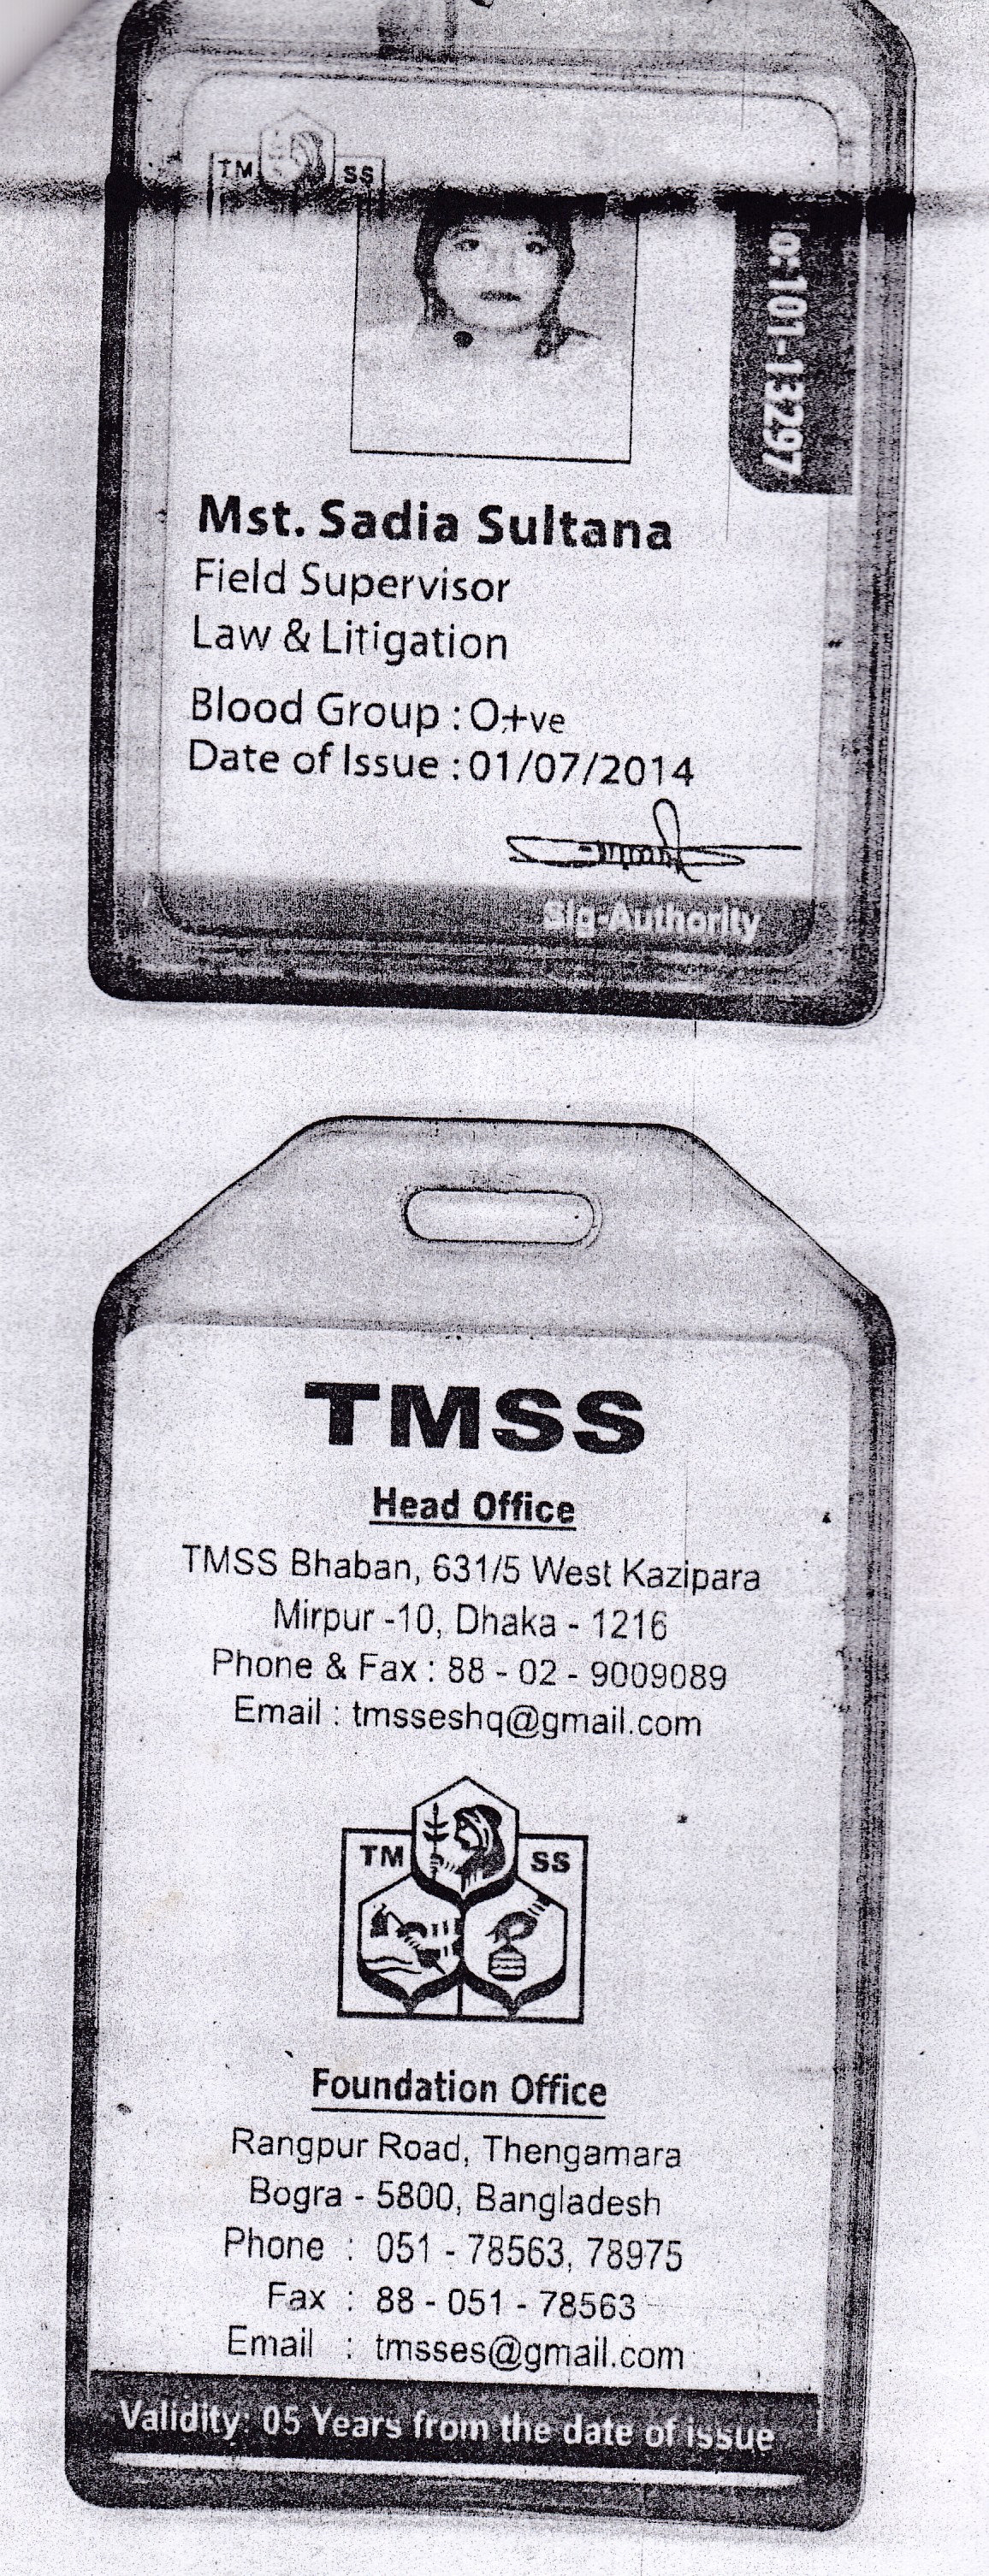 TM SS
o: 101-13297
Mst. Sadia Sultana
Field Supervisor
Law & Litigation
Blood Group : O+ve
Date of Issue : 01/07/2014
Sig-Authority
TMSS
Head Office
TMSS Bhaban, 631/5 West Kazipara
Mirpur -10, Dhaka - 1216
Phone & Fax : 88 - 02 - 9009089
Email : tmsseshq@gmail.com
TM SS
Foundation Office
Rangpur Road, Thengamara
Bogra - 5800, Bangladesh
Phone : 051 - 78563, 78975
Fax : 88 - 051 - 78563
Email : tmsses@gmail.com
Validity: 05 Years from the date of issue